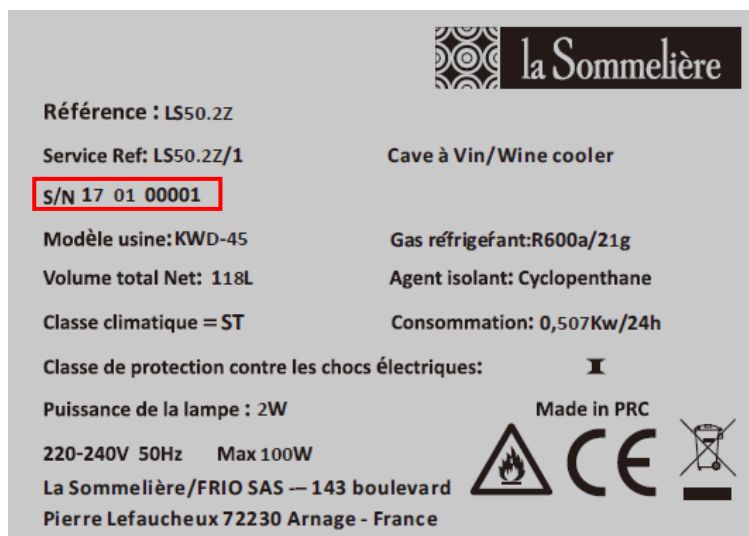 la Sommelière
Référence : LS50.2Z
Service Ref: LS50.2Z/1 Cave à Vin/Wine cooler
S/N 17 01 00001
Modèle usine: KWD-45 Gas réfrigeŕant:R600a/21g
Volume total Net: 118L Agent isolant: Cyclopenthane
Classe climatique = ST Consommation: 0,507Kw/24h
Classe de protection contre les chocs électriques: I
Puissance de la lampe : 2W Made in PRC
220-240V 50Hz Max 100W
La Sommelière/FRIO SAS -– 143 boulevard
Pierre Lefaucheux 72230 Arnage - France
CE